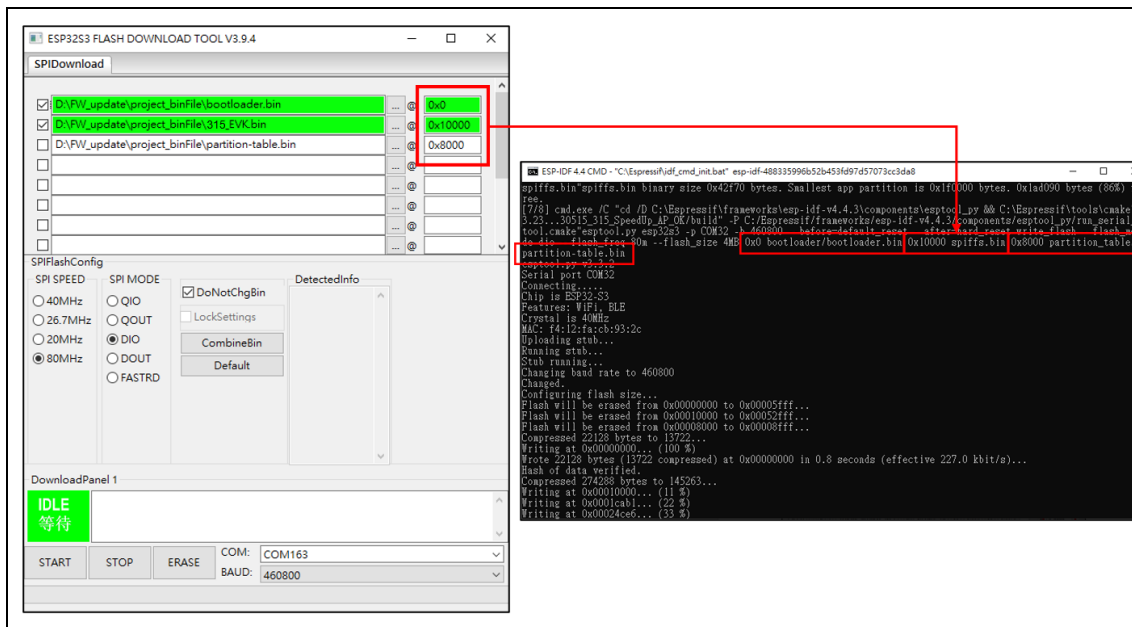 ESP32S3 FLASH DOWNLOAD TOOL V3.9.4
SPIDownload
D:\FW_update\project_binFile\bootloader.bin ... @ 0x0
D:\FW_update\project_binFile\315_EVK.bin ... @ 0x10000
D:\FW_update\project_binFile\partition-table.bin ... @ 0x8000
... @
... @
... @
... @
... @
SPIFlashConfig
SPI SPEED
40MHz
26.7MHz
20MHz
80MHz
SPI MODE
QIO
QOUT
DIO
DOUT
FASTRD
DoNotChgBin
LockSettings
CombineBin
Default
DetectedInfo
DownloadPanel 1
IDLE
等待
START STOP ERASE
COM: COM163
BAUD: 460800
ESP-IDF 4.4 CMD - "C:\Espressif\idf_cmd_init.bat" esp-idf-488335996b52b453fd97d57073cc3da8
spiffs.bin"spiffs.bin binary size 0x42f70 bytes. Smallest app partition is 0x1f0000 bytes. 0x1ad090 bytes (86%)
ree.
[7/8] cmd.exe /C "cd /D C:\Espressif\frameworks\esp-idf-v4.4.3\components\esptool_py && C:\Espressif\tools\cmake
3.23...30515_315_SpeedUp_AP_OK/build" -P C:/Espressif/frameworks/esp-idf-v4.4.3/components/esptool_py/run_serial
tool.cmake"esptool.py esp32s3 -p COM32 -b 460800 --before=default_reset --after=hard_reset write_flash --flash_mo
de dio --flash_freq 80m --flash_size 4MB 0x0 bootloader/bootloader.bin 0x10000 spiffs.bin 0x8000 partition_table
partition-table.bin
esptool.py v3.3.2
Serial port COM32
Connecting.....
Chip is ESP32-S3
Features: WiFi, BLE
Crystal is 40MHz
MAC: f4:12:fa:cb:93:2c
Uploading stub...
Running stub...
Stub running...
Changing baud rate to 460800
Changed.
Configuring flash size...
Flash will be erased from 0x00000000 to 0x00005fff...
Flash will be erased from 0x00010000 to 0x00052fff...
Flash will be erased from 0x00008000 to 0x00008fff...
Compressed 22128 bytes to 13722...
Writing at 0x00000000... (100 %)
Wrote 22128 bytes (13722 compressed) at 0x00000000 in 0.8 seconds (effective 227.0 kbit/s)...
Hash of data verified.
Compressed 274288 bytes to 145263...
Writing at 0x00010000... (11 %)
Writing at 0x0001cab1... (22 %)
Writing at 0x00024ce6... (33 %)